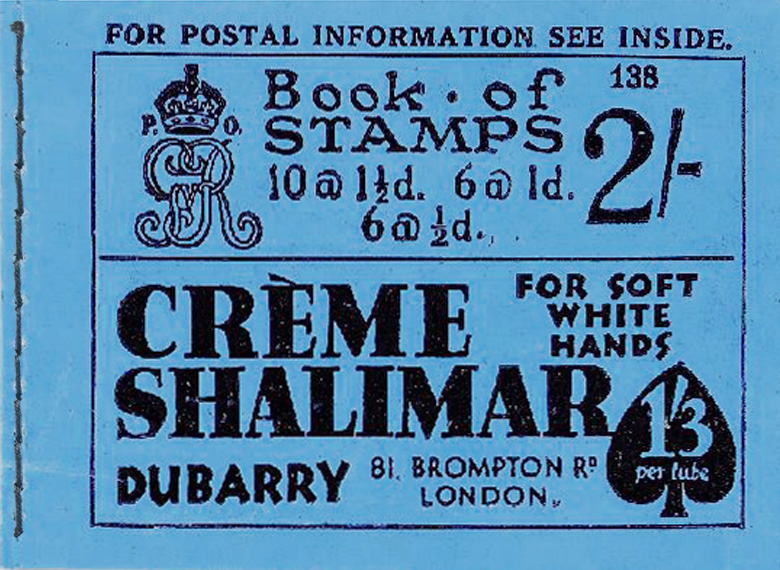 FOR POSTAL INFORMATION SEE INSIDE.
138
P. O.
GR
Book · of
STAMPS
2/-
10 @ 1½d. 6 @ 1d.
6 @ ½d.
CRÈME
FOR SOFT
WHITE
HANDS
SHALIMAR
1/3
per tube
DUBARRY
81, BROMPTON Rᴰ
LONDON.